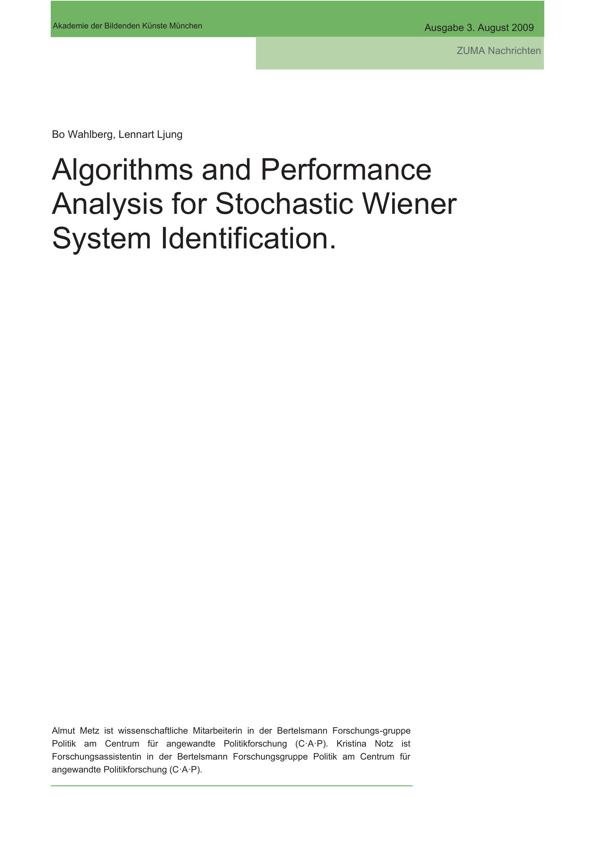 Akademie der Bildenden Künste München
Ausgabe 3. August 2009
ZUMA Nachrichten
Bo Wahlberg, Lennart Ljung
Algorithms and Performance
Analysis for Stochastic Wiener
System Identification.
Almut Metz ist wissenschaftliche Mitarbeiterin in der Bertelsmann Forschungs-gruppe
Politik am Centrum für angewandte Politikforschung (C·A·P). Kristina Notz ist
Forschungsassistentin in der Bertelsmann Forschungsgruppe Politik am Centrum für
angewandte Politikforschung (C·A·P).